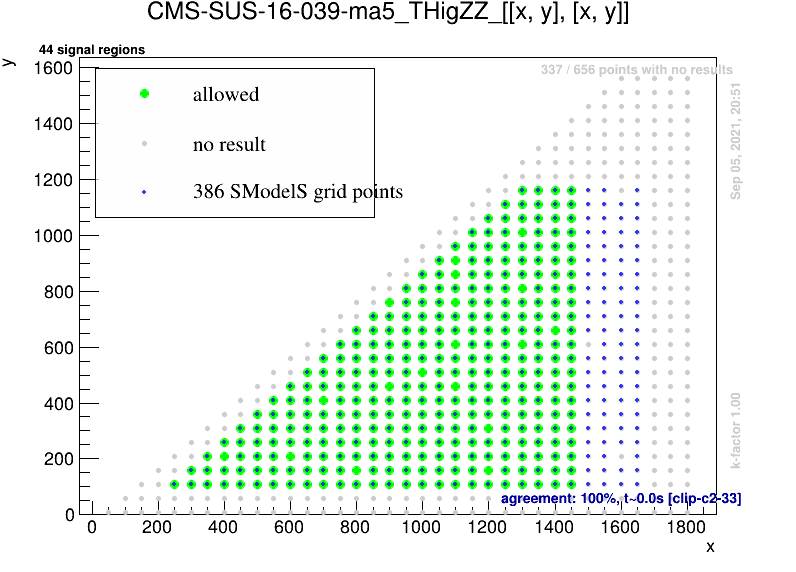 CMS-SUS-16-039-ma5_THigZZ_[[x, y], [x, y]]
44 signal regions
y
337 / 656 points with no results
allowed
no result
386 SModelS grid points
Sep 05, 2021, 20:51
k-factor 1.00
1600
1400
1200
1000
800
600
400
200
0
agreement: 100%, t~0.0s [clip-c2-33]
0 200 400 600 800 1000 1200 1400 1600 1800
x